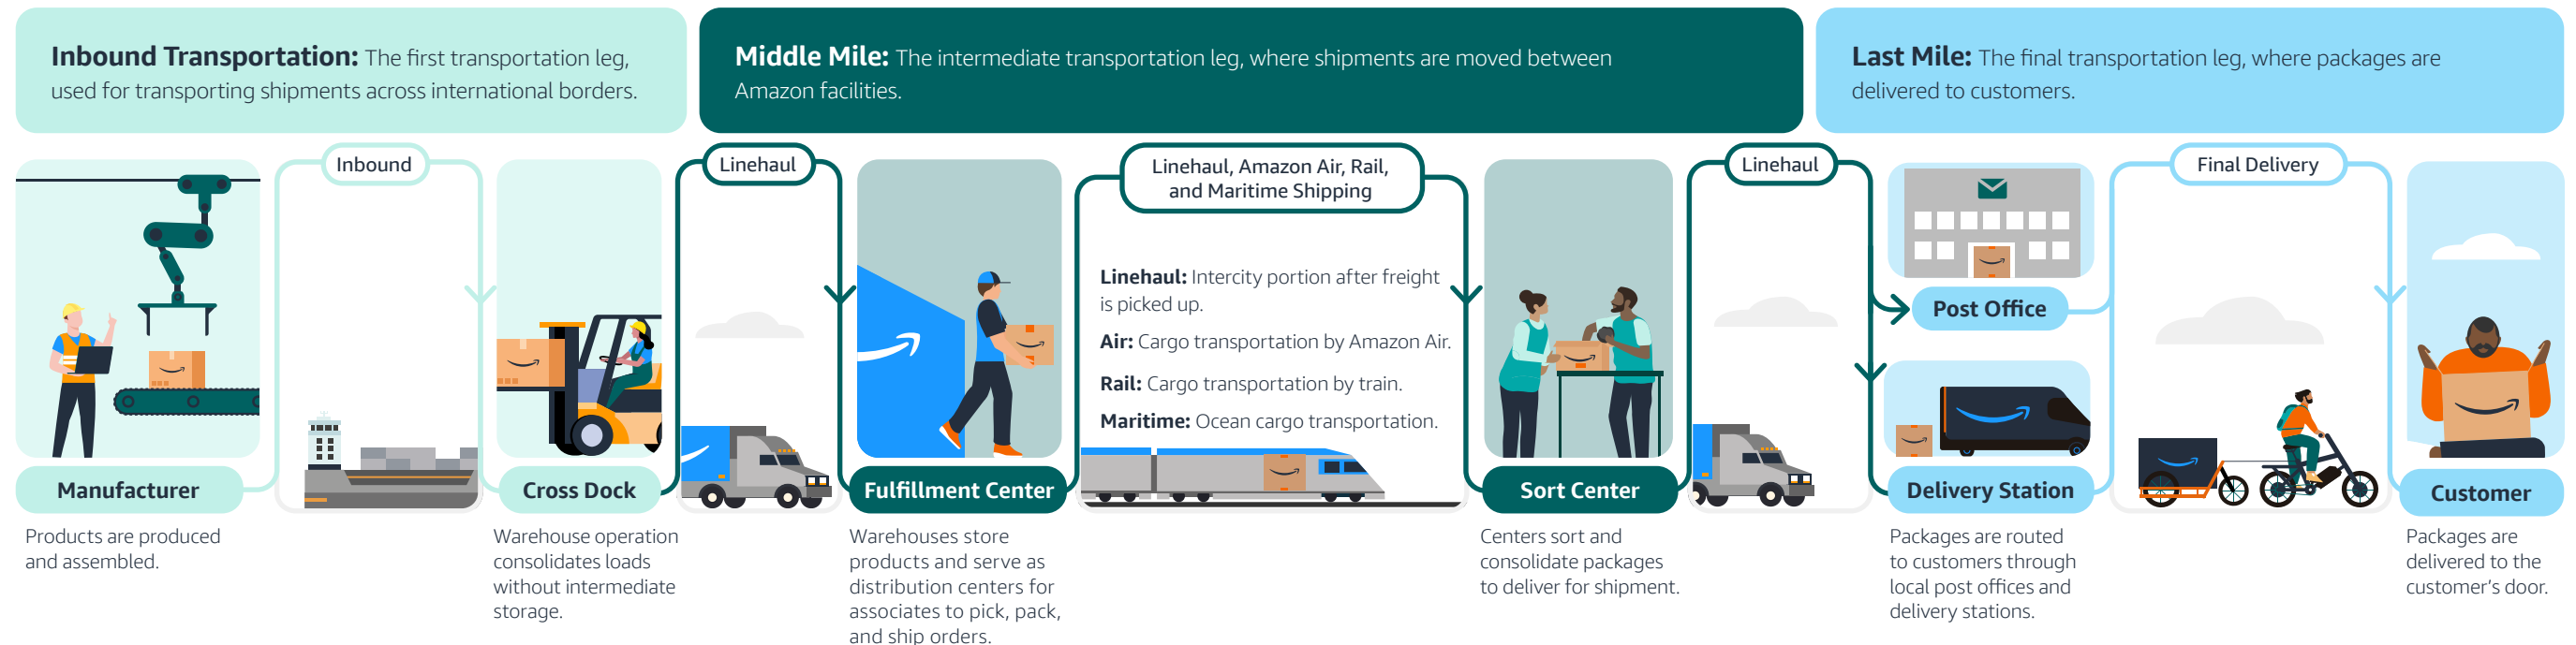 Inbound Transportation: The first transportation leg,
used for transporting shipments across international borders.
Middle Mile: The intermediate transportation leg, where shipments are moved between
Amazon facilities.
Last Mile: The final transportation leg, where packages are
delivered to customers.
Inbound
Linehaul
Linehaul, Amazon Air, Rail,
and Maritime Shipping
Linehaul
Final Delivery
Linehaul: Intercity portion after freight
is picked up.
Air: Cargo transportation by Amazon Air.
Rail: Cargo transportation by train.
Maritime: Ocean cargo transportation.
Post Office
Manufacturer
Products are produced
and assembled.
Cross Dock
Warehouse operation
consolidates loads
without intermediate
storage.
Fulfillment Center
Warehouses store
products and serve as
distribution centers for
associates to pick, pack,
and ship orders.
Sort Center
Centers sort and
consolidate packages
to deliver for shipment.
Delivery Station
Packages are routed
to customers through
local post offices and
delivery stations.
Customer
Packages are
delivered to the
customer's door.